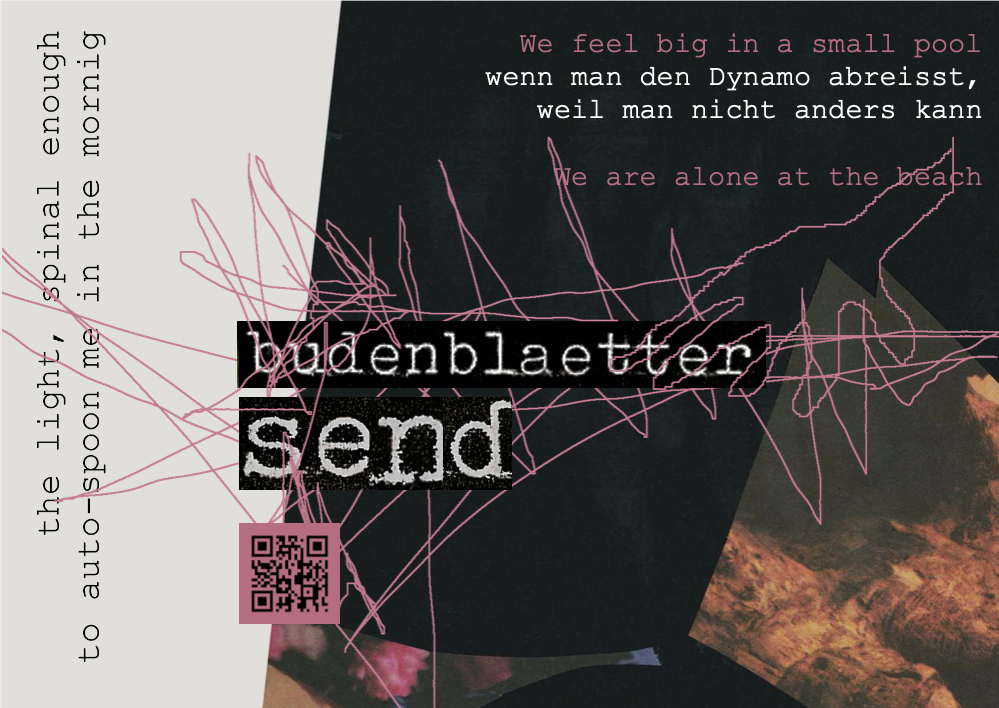 the light, spinal enough
to auto-spoon me in the mornig
We feel big in a small pool
wenn man den Dynamo abreisst,
weil man nicht anders kann
We are alone at the beach
budenblaetter
send